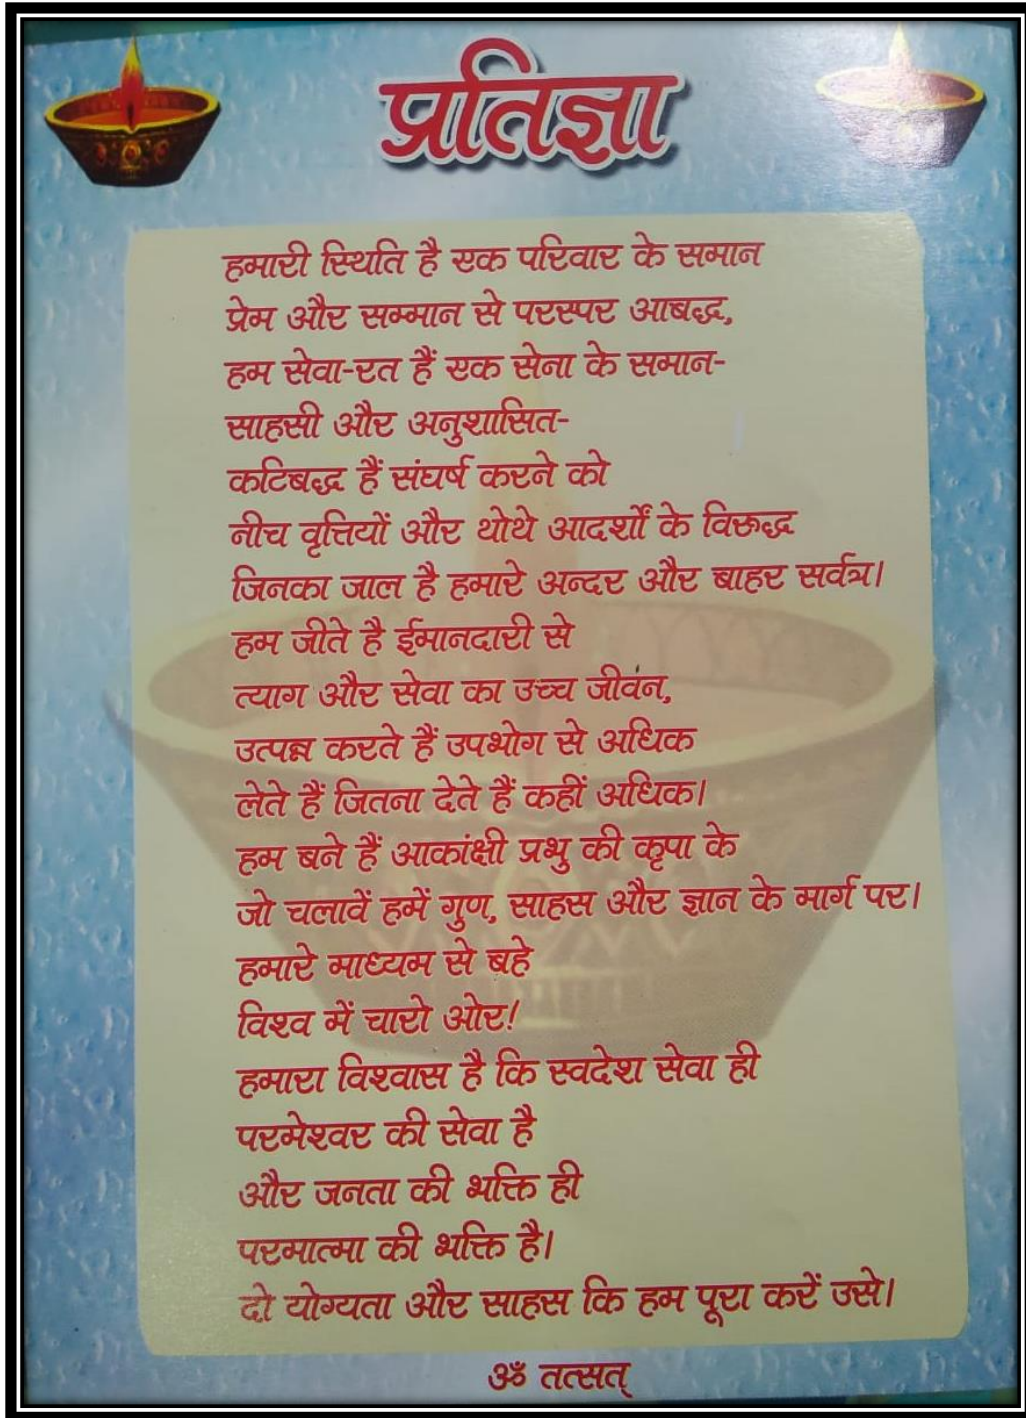 प्रतिज्ञा
हमारी स्थिति है एक परिवार के समान
प्रेम और सम्मान से परस्पर आबद्ध,
हम सेवा-रत हैं एक सेना के समान-
साहसी और अनुशासित-
कटिबद्ध हैं संघर्ष करने को
नीच वृत्तियों और थोथे आदर्शों के विरूद्ध
जिनका जाल है हमारे अन्दर और बाहर सर्वत्र।
हम जीते है ईमानदारी से
त्याग और सेवा का उच्च जीवन,
उत्पन्न करते हैं उपभोग से अधिक
लेते हैं जितना देते हैं कहीं अधिक।
हम बने हैं आकांक्षी प्रभु की कृपा के
जो चलावें हमें गुण, साहस और ज्ञान के मार्ग पर।
हमारे माध्यम से बहे
विश्व में चारो ओर!
हमारा विश्वास है कि स्वदेश सेवा ही
परमेश्वर की सेवा है
और जनता की भक्ति ही
परमात्मा की भक्ति है।
दो योग्यता और साहस कि हम पूरा करें उसे।
ॐ तत्सत्